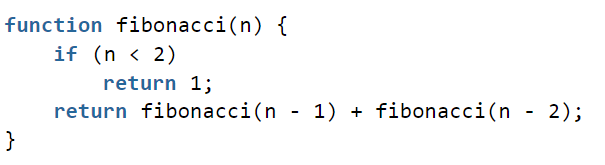 function fibonacci(n) {
    if (n < 2)
        return 1;
    return fibonacci(n - 1) + fibonacci(n - 2);
}